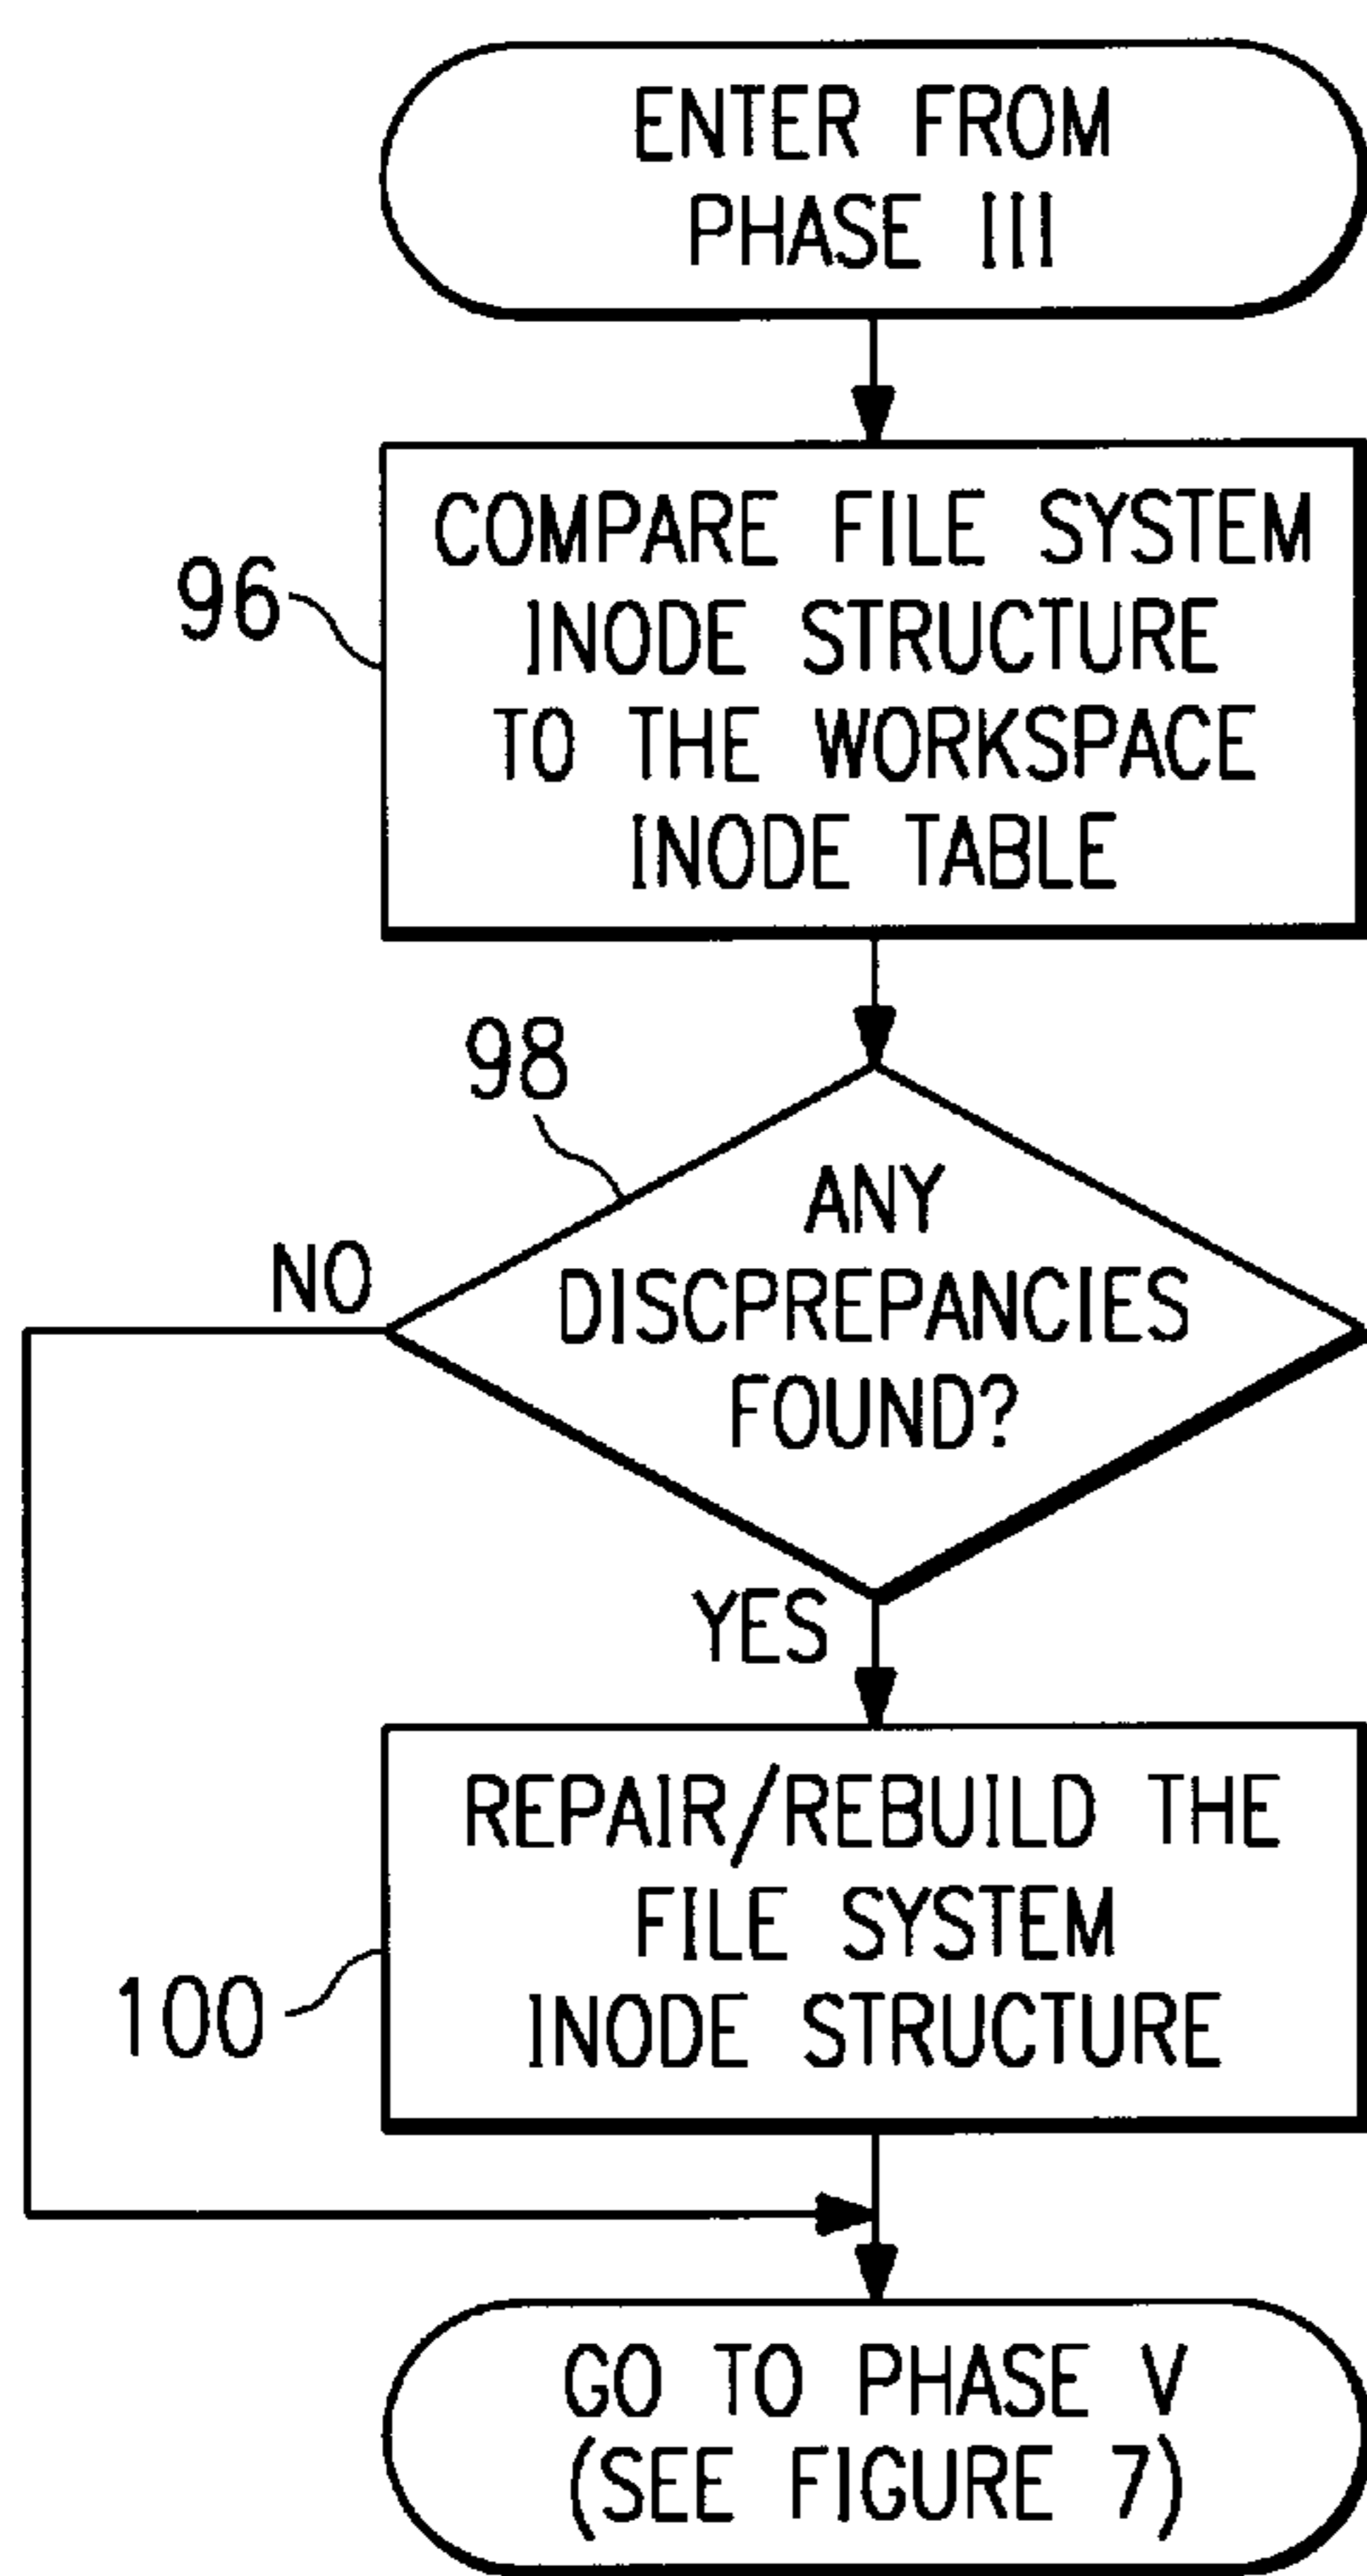 ENTER FROM
PHASE III
96
COMPARE FILE SYSTEM
INODE STRUCTURE
TO THE WORKSPACE
INODE TABLE
98
ANY
DISCPREPANCIES
FOUND?
NO
YES
100
REPAIR/REBUILD THE
FILE SYSTEM
INODE STRUCTURE
GO TO PHASE V
(SEE FIGURE 7)